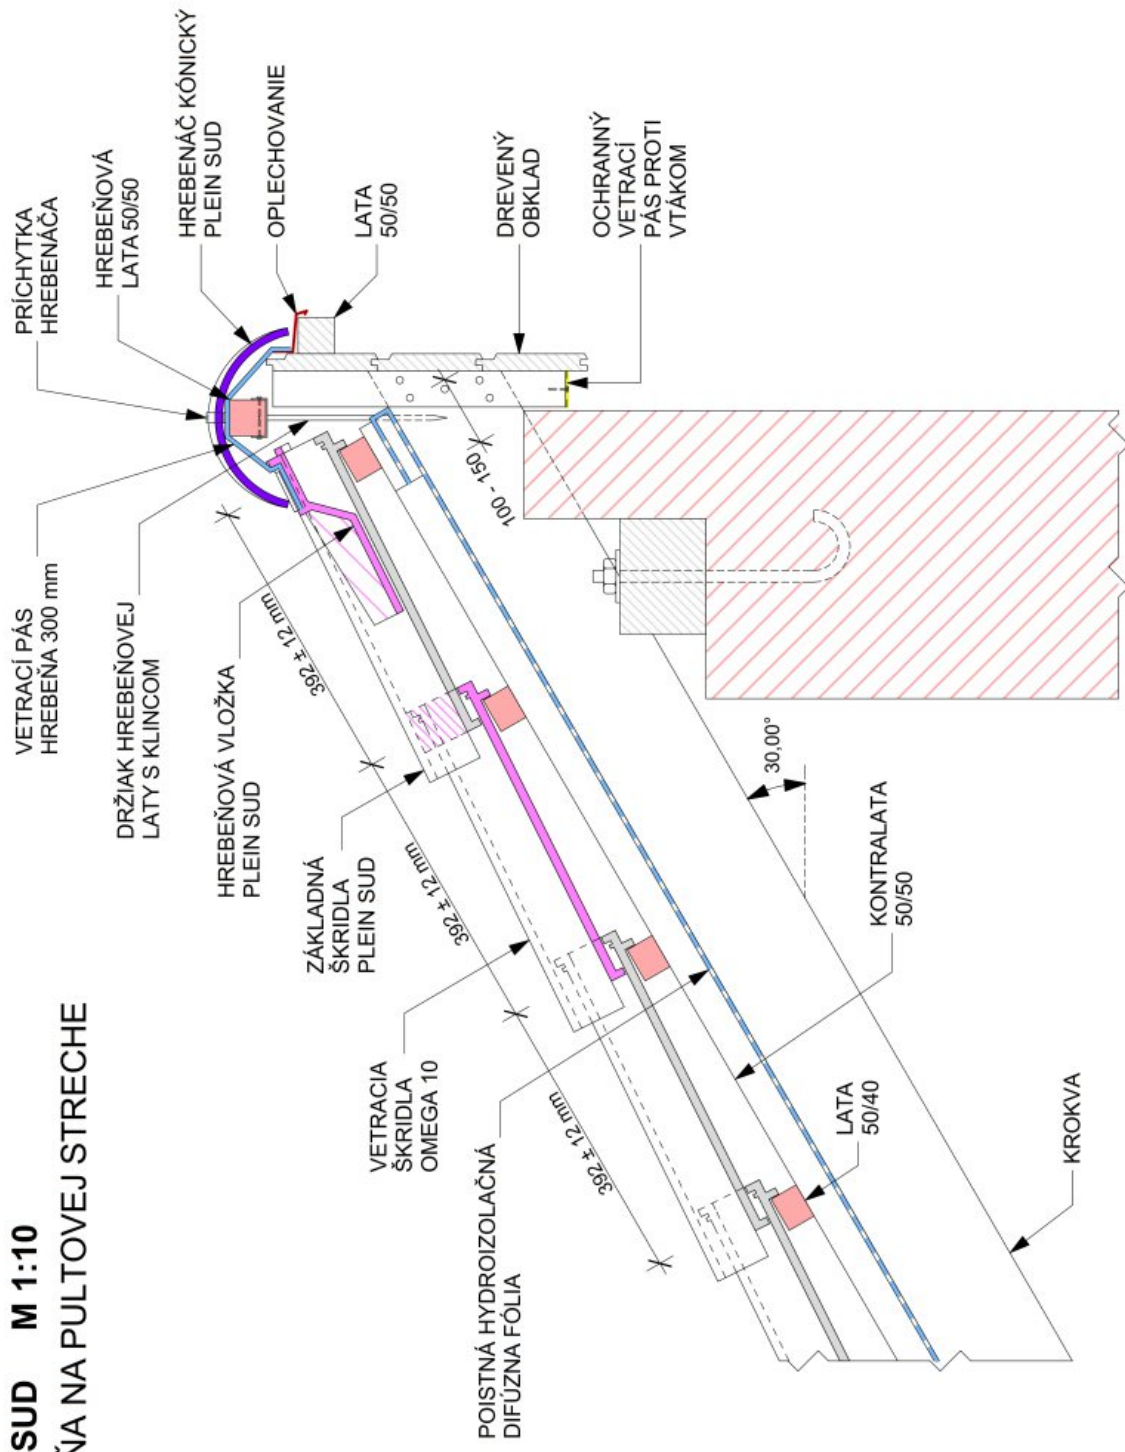 SUD M 1:10
ŇA NA PULTOVEJ STRECHE
VETRACÍ PÁS
HREBEŇA 300 mm
PRÍCHYTKA
HREBENÁČA
DRŽIAK HREBEŇOVEJ
LATY S KLINCOM
HREBEŇOVÁ
LATA 50/50
HREBEŇOVÁ VLOŽKA
PLEIN SUD
HREBENÁČ KÓNICKÝ
PLEIN SUD
ZÁKLADNÁ
ŠKRIDLA
PLEIN SUD
OPLECHOVANIE
VETRACIA
ŠKRIDLA
OMEGA 10
LATA
50/50
POISTNÁ HYDROIZOLAČNÁ
DIFÚZNA FÓLIA
DREVENÝ
OBKLAD
OCHRANNÝ
VETRACÍ
PÁS PROTI
VTÁKOM
392 ± 12 mm
392 ± 12 mm
392 ± 12 mm
100 - 150
30,00°
LATA
50/40
KONTRALATA
50/50
KROKVA